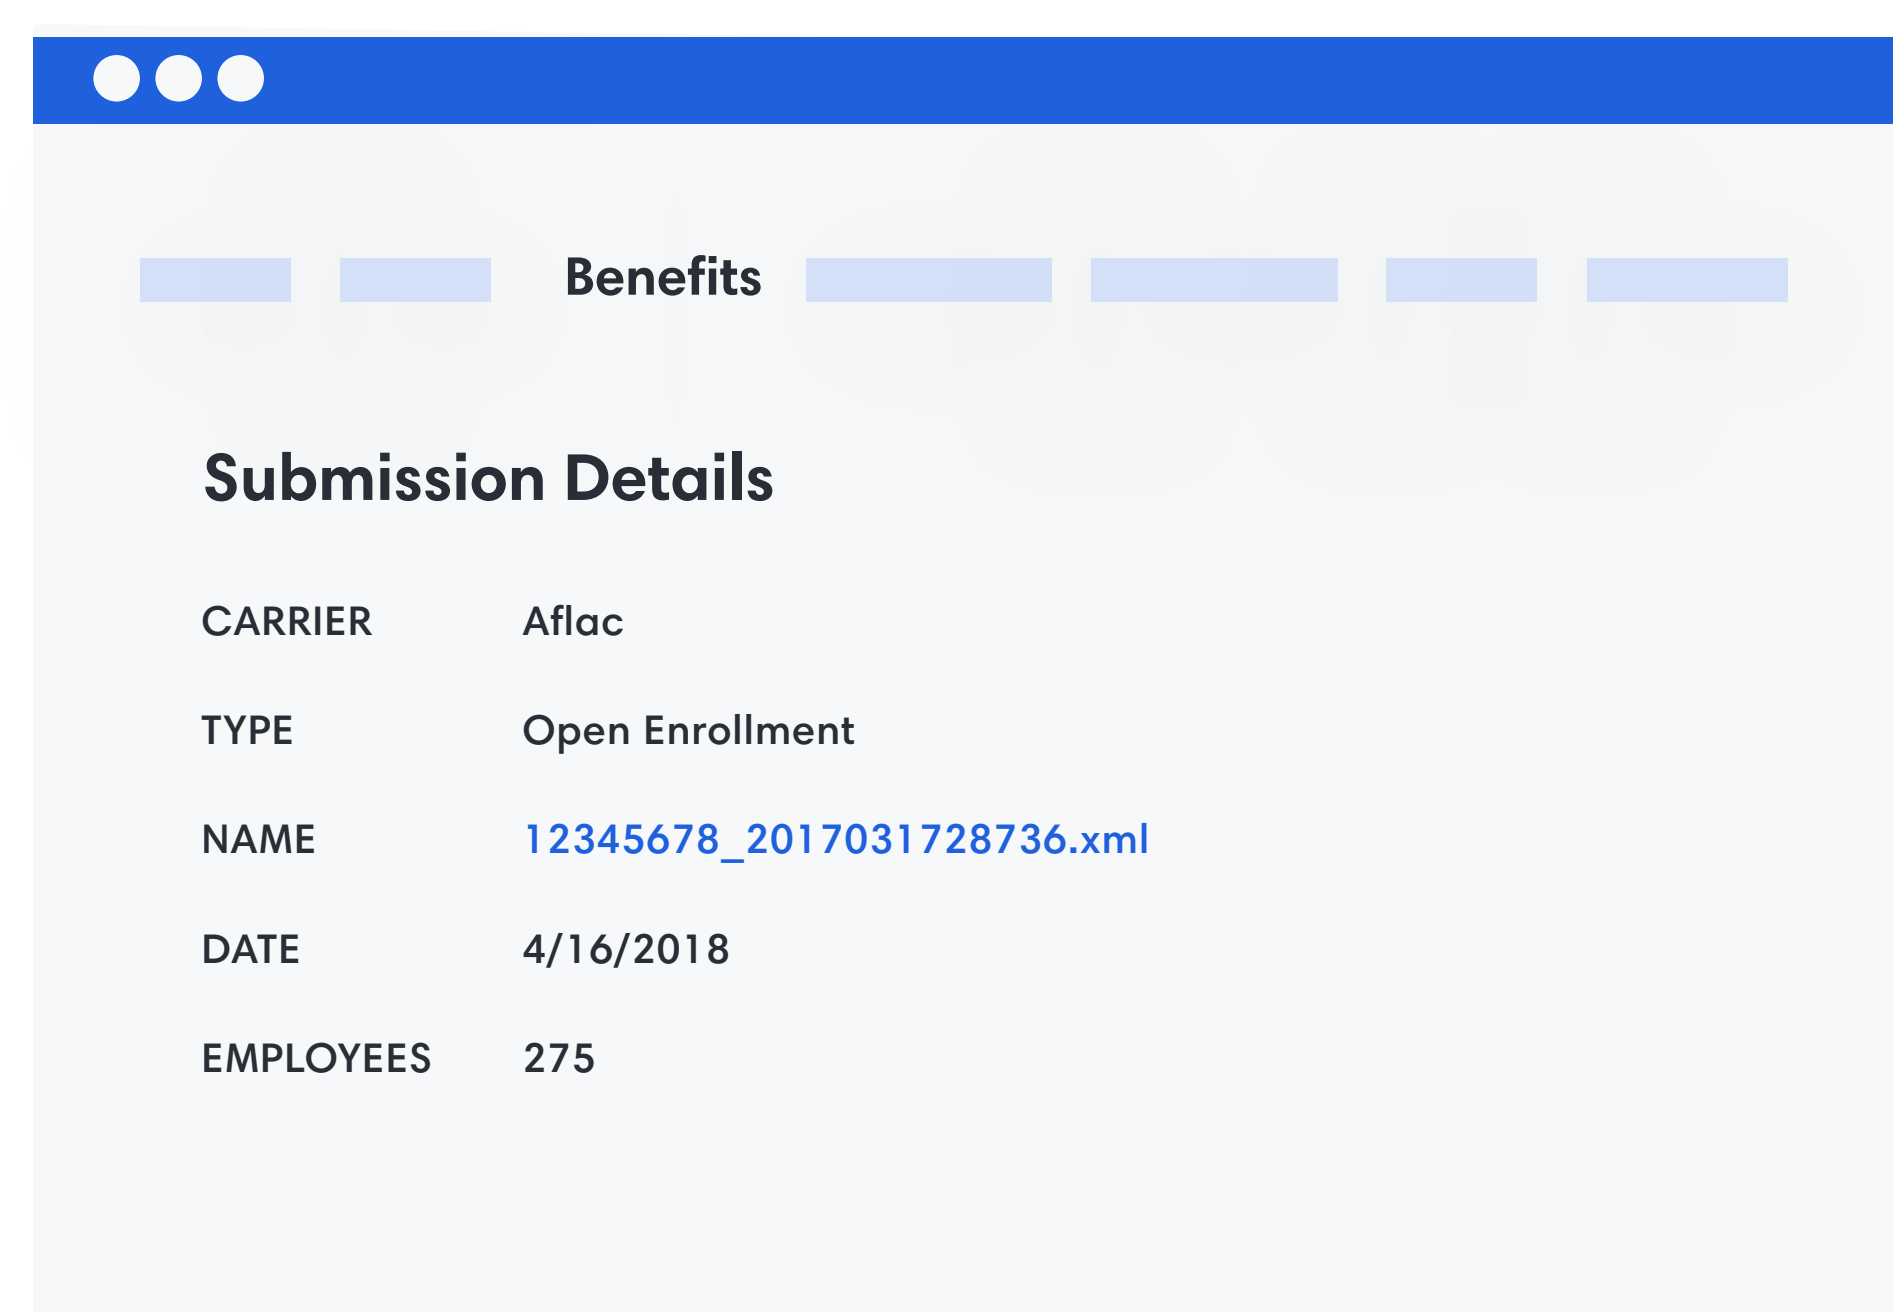 Benefits
Submission Details
CARRIER Aflac
TYPE Open Enrollment
NAME 12345678_2017031728736.xml
DATE 4/16/2018
EMPLOYEES 275